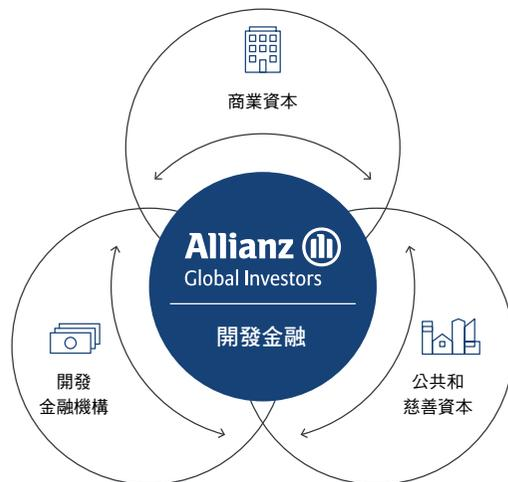 商業資本
Allianz
Global Investors
開發金融
開發
金融機構
公共和
慈善資本